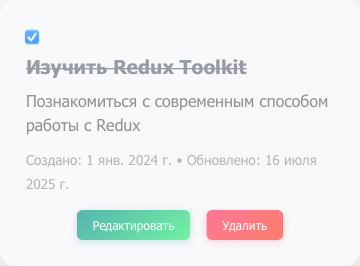 Изучить Redux Toolkit
Познакомиться с современным способом
работы с Redux
Создано: 1 янв. 2024 г. • Обновлено: 16 июля
2025 г.
Редактировать Удалить